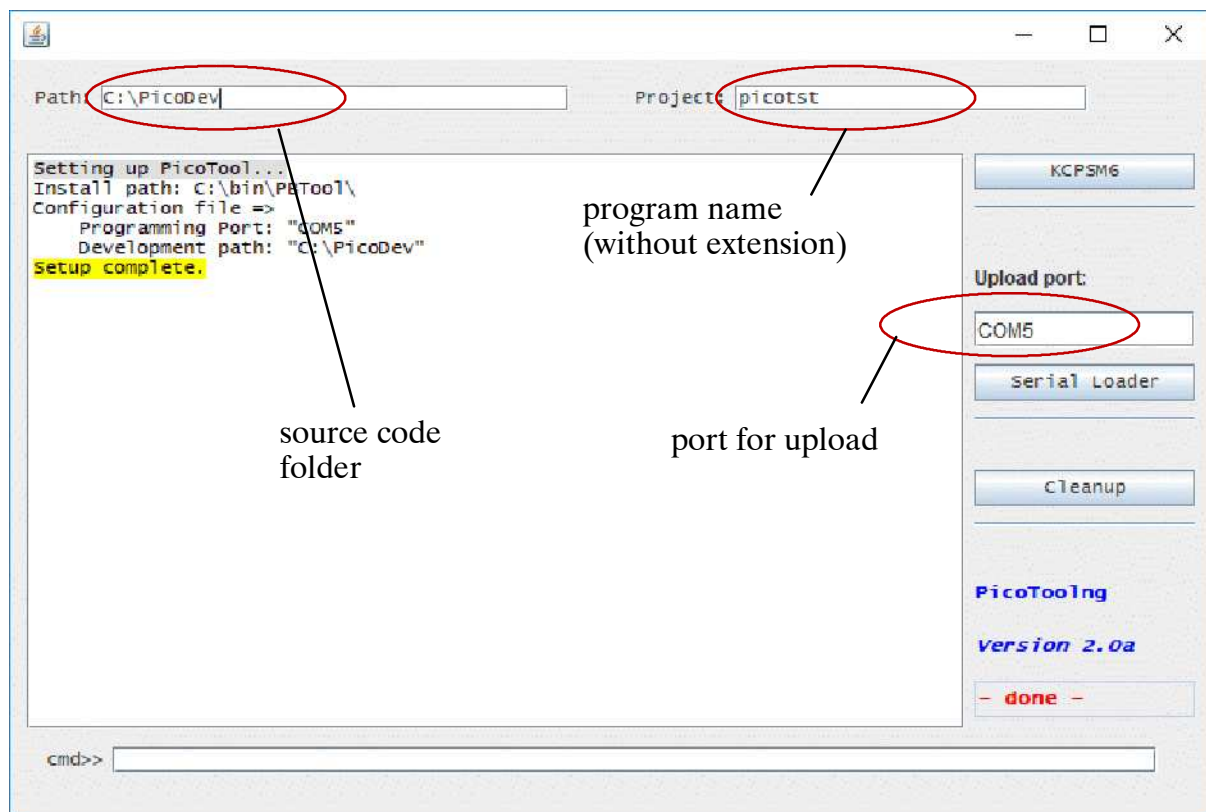 Path: C:\PicoDev
Project: picotst
Setting up PicoTool...
Install path: C:\bin\PBTool\
Configuration file =>
Programming Port: "COM5"
Development path: "C:\PicoDev"
Setup complete.
source code
folder
program name
(without extension)
port for upload
KCPSM6
Upload port:
COM5
Serial Loader
Cleanup
PicoToolng
Version 2.0a
- done -
cmd>>